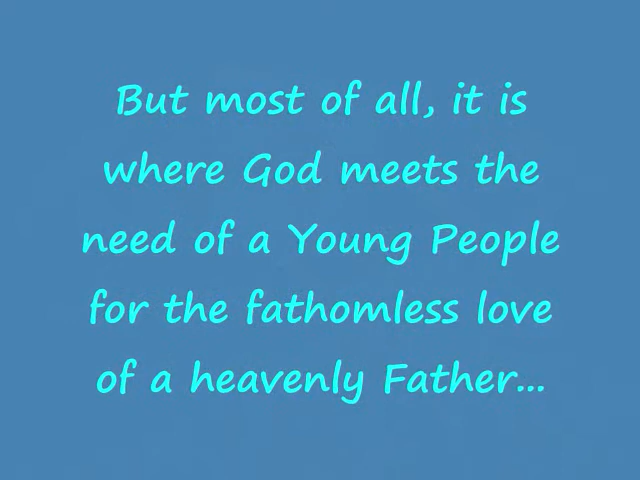 But most of all, it is
where God meets the
need of a Young People
for the fathomless love
of a heavenly Father...